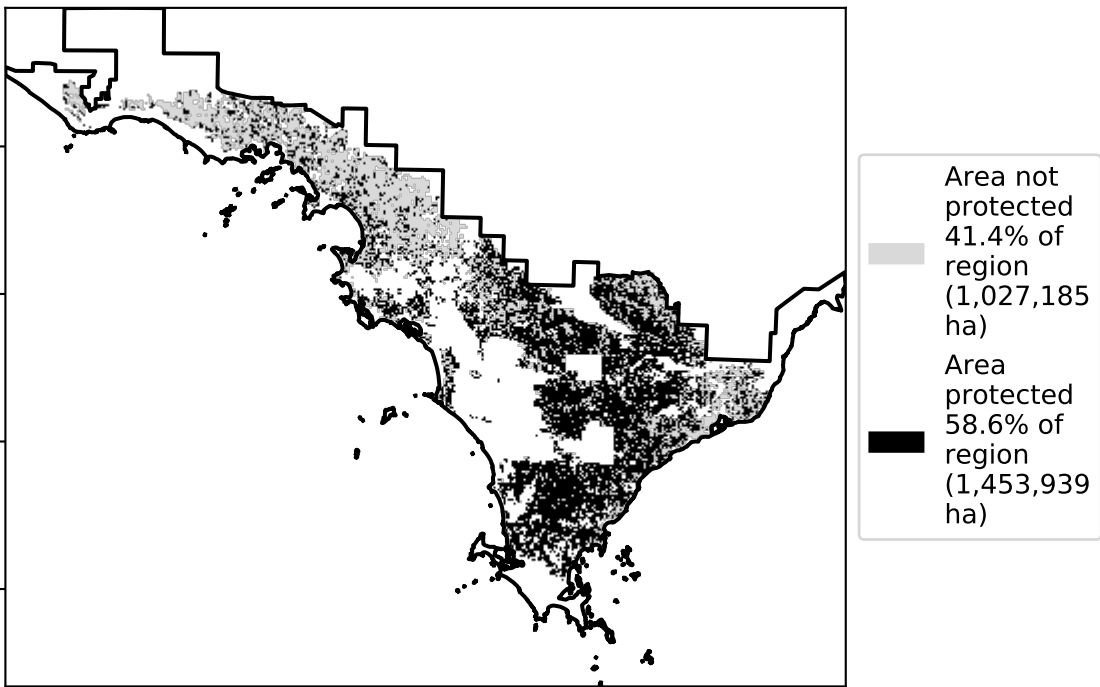 Area not
protected
41.4% of
region
(1,027,185
ha)
Area
protected
58.6% of
region
(1,453,939
ha)